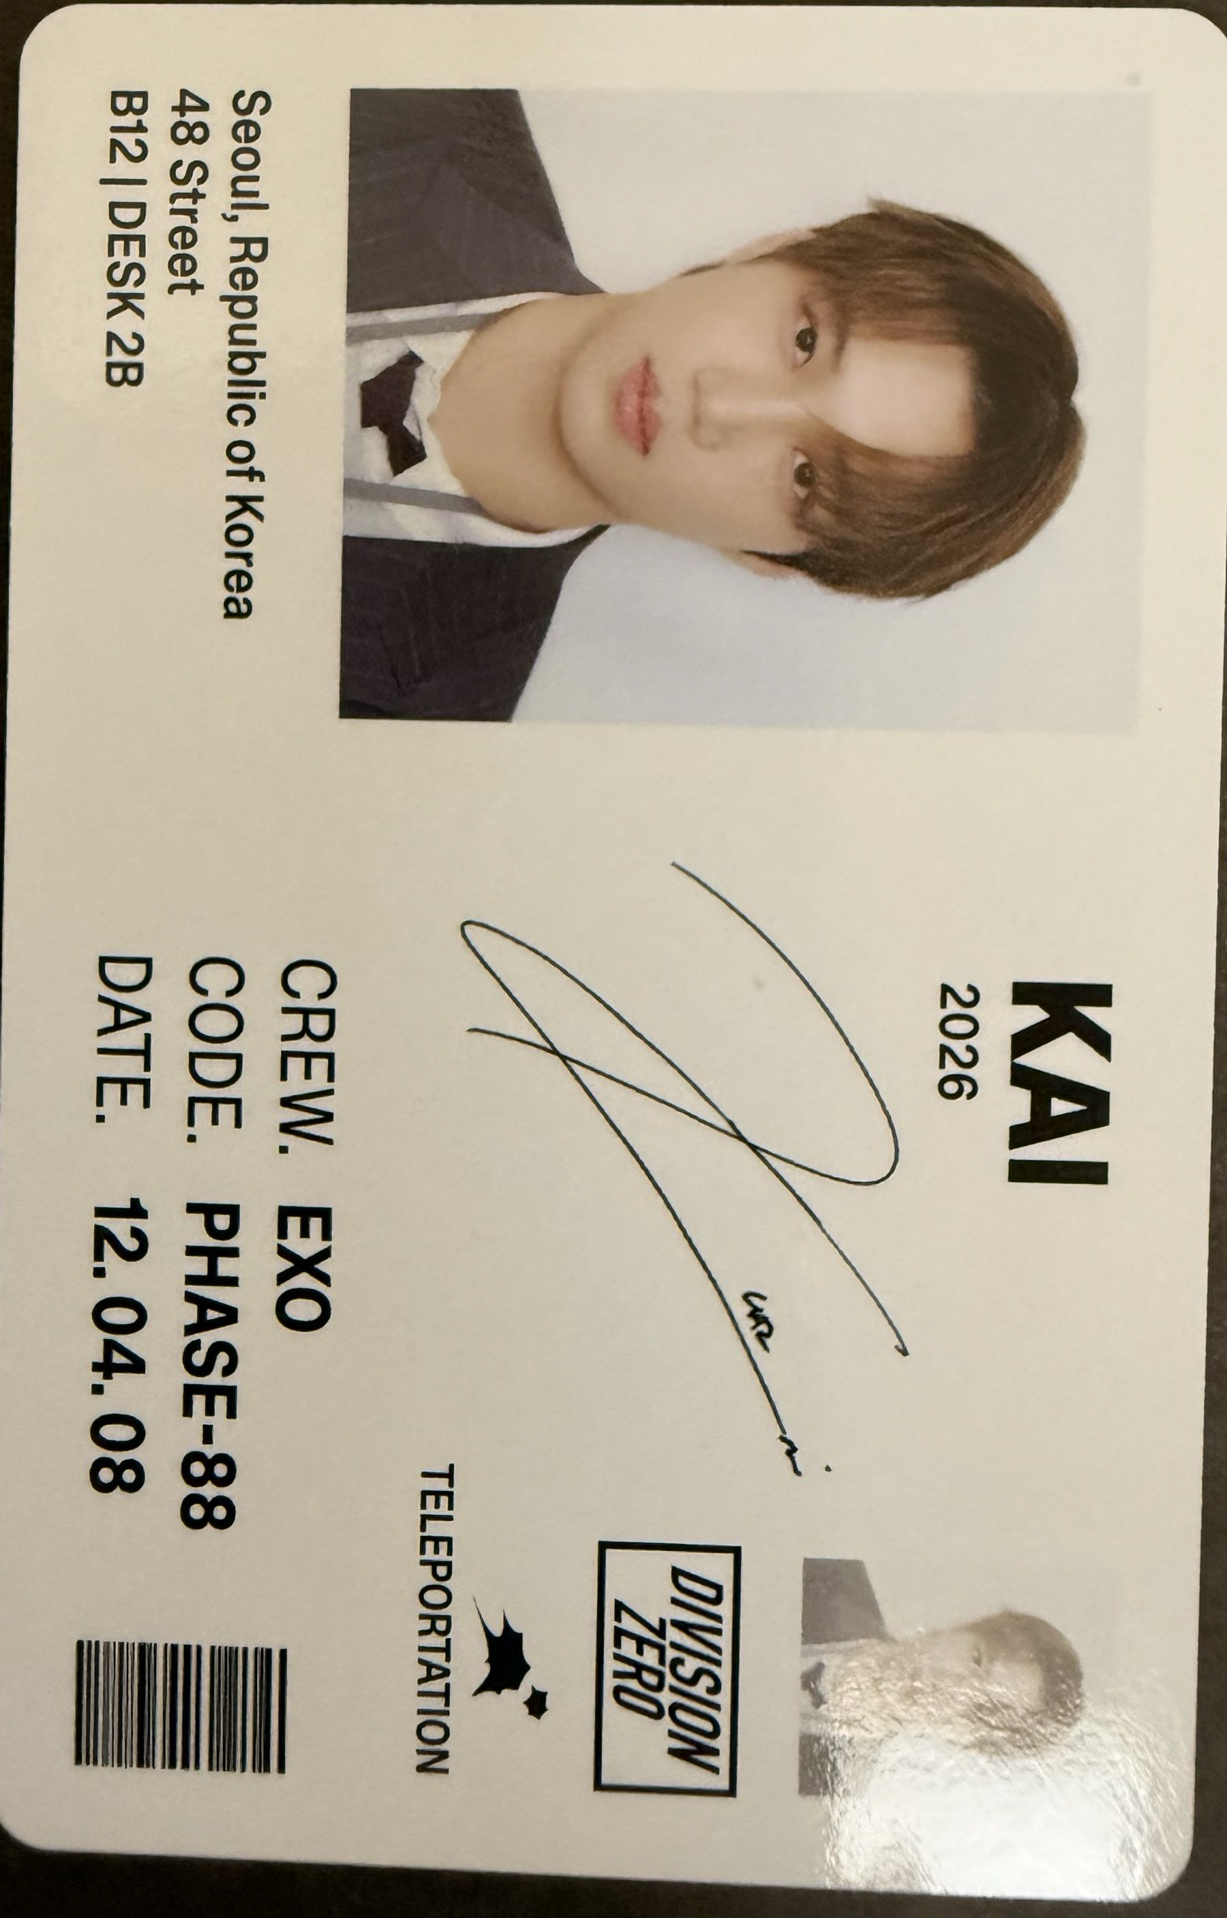 KAI
2026
DIVISION
ZERO
TELEPORTATION
Seoul, Republic of Korea
48 Street
B12 | DESK 2B
CREW. EXO
CODE. PHASE-88
DATE. 12. 04. 08